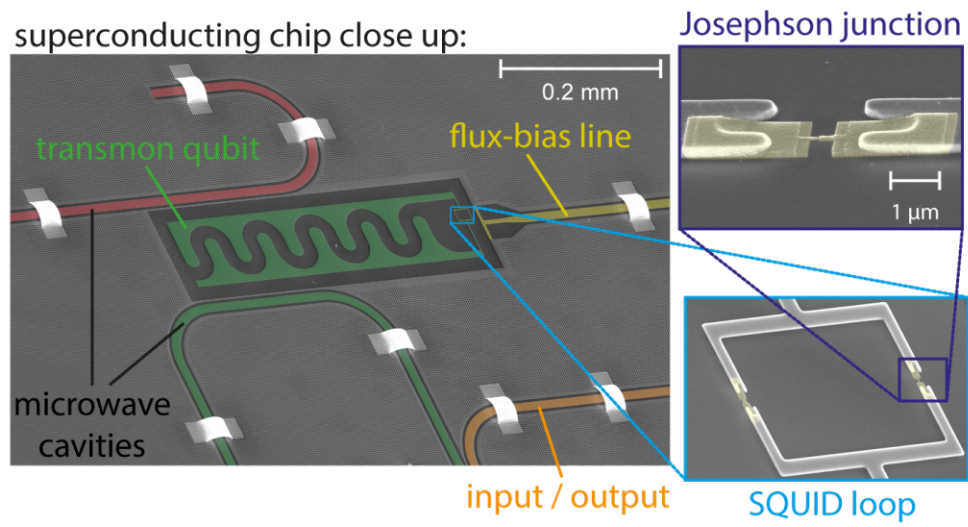 superconducting chip close up:
Josephson junction
0.2 mm
transmon qubit
flux-bias line
1 µm
microwave
cavities
input / output
SQUID loop